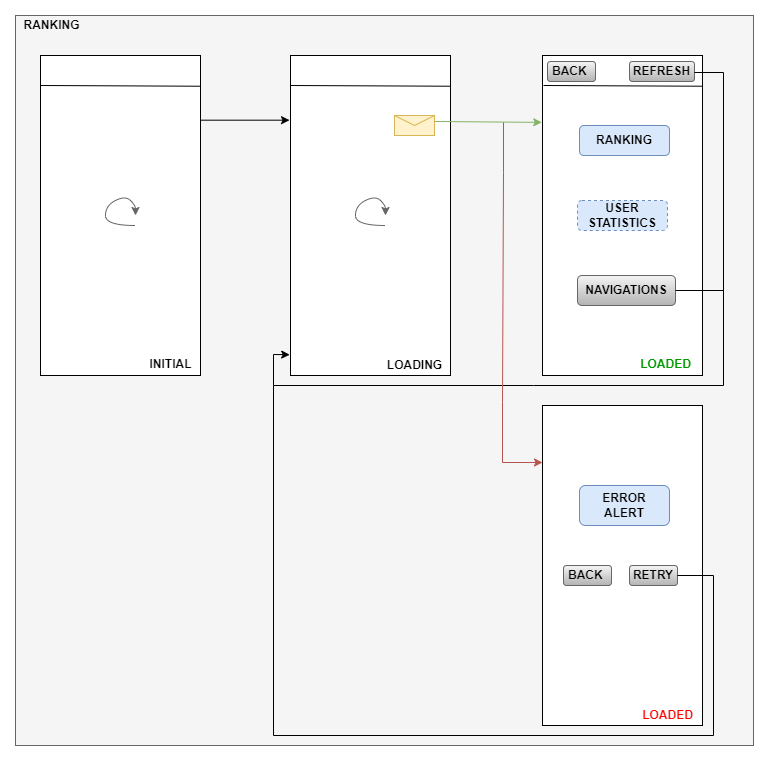 RANKING
BACK
REFRESH
RANKING
USER
STATISTICS
NAVIGATIONS
INITIAL
LOADING
LOADED
ERROR
ALERT
BACK
RETRY
LOADED